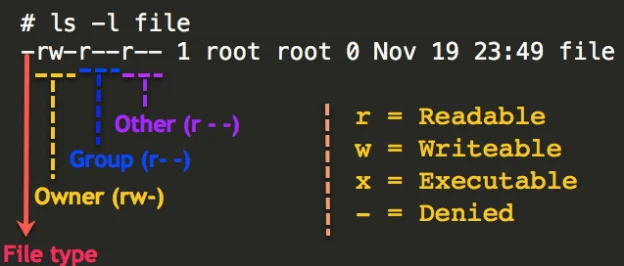 # ls -l file
-rw-r--r-- 1 root root 0 Nov 19 23:49 file
Other (r - -)
Group (r- -)
Owner (rw-)
File type
r = Readable
w = Writeable
x = Executable
- = Denied